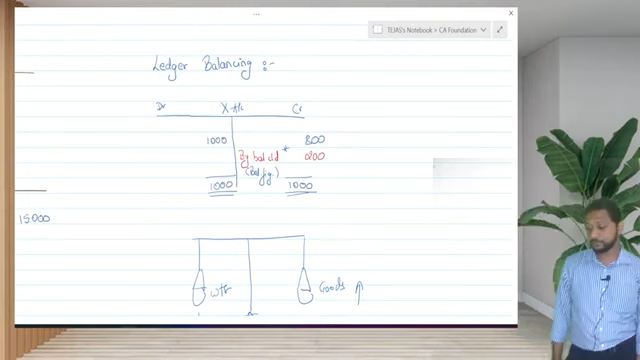 TEJAS's Notebook > CA Foundation
Ledger Balancing :-
Dr X A/c Cr
1000 800
By bal c/d * 200
(Bal fig.)
1000 1000
15000
wts Goods ↑